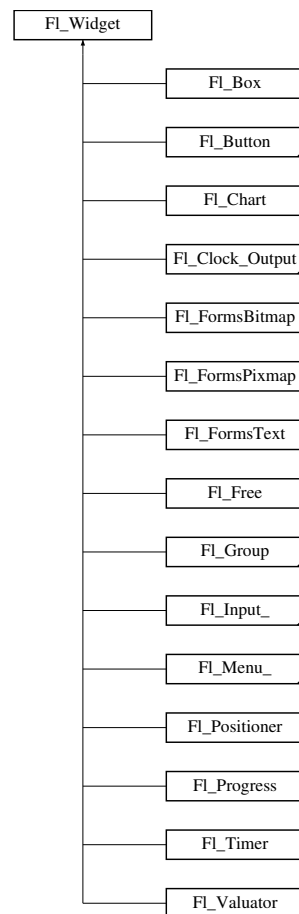 Fl_Widget
Fl_Box
Fl_Button
Fl_Chart
Fl_Clock_Output
Fl_FormsBitmap
Fl_FormsPixmap
Fl_FormsText
Fl_Free
Fl_Group
Fl_Input_
Fl_Menu_
Fl_Positioner
Fl_Progress
Fl_Timer
Fl_Valuator